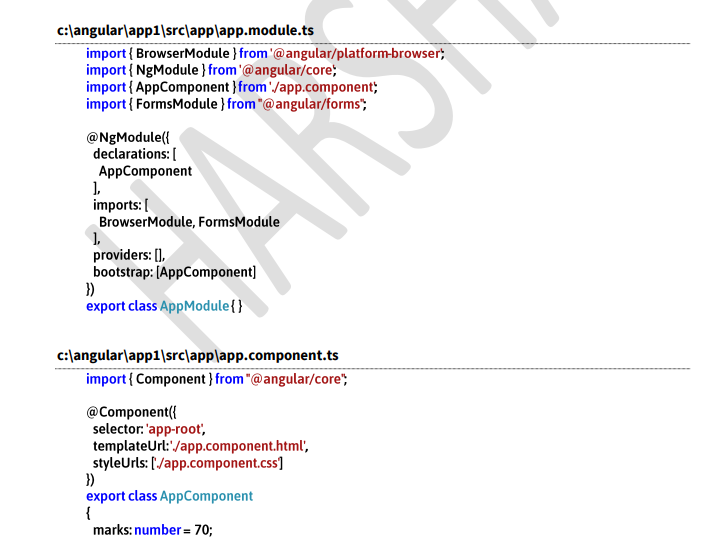 c:\angular\app1\src\app\app.module.ts
import { BrowserModule } from '@angular/platform-browser';
import { NgModule } from '@angular/core';
import { AppComponent } from './app.component';
import { FormsModule } from "@angular/forms";
@NgModule({
declarations: [
AppComponent
],
imports: [
BrowserModule, FormsModule
],
providers: [],
bootstrap: [AppComponent]
})
export class AppModule { }
c:\angular\app1\src\app\app.component.ts
import { Component } from "@angular/core";
@Component({
selector: 'app-root',
templateUrl: './app.component.html',
styleUrls: ['./app.component.css']
})
export class AppComponent
{
marks: number = 70;